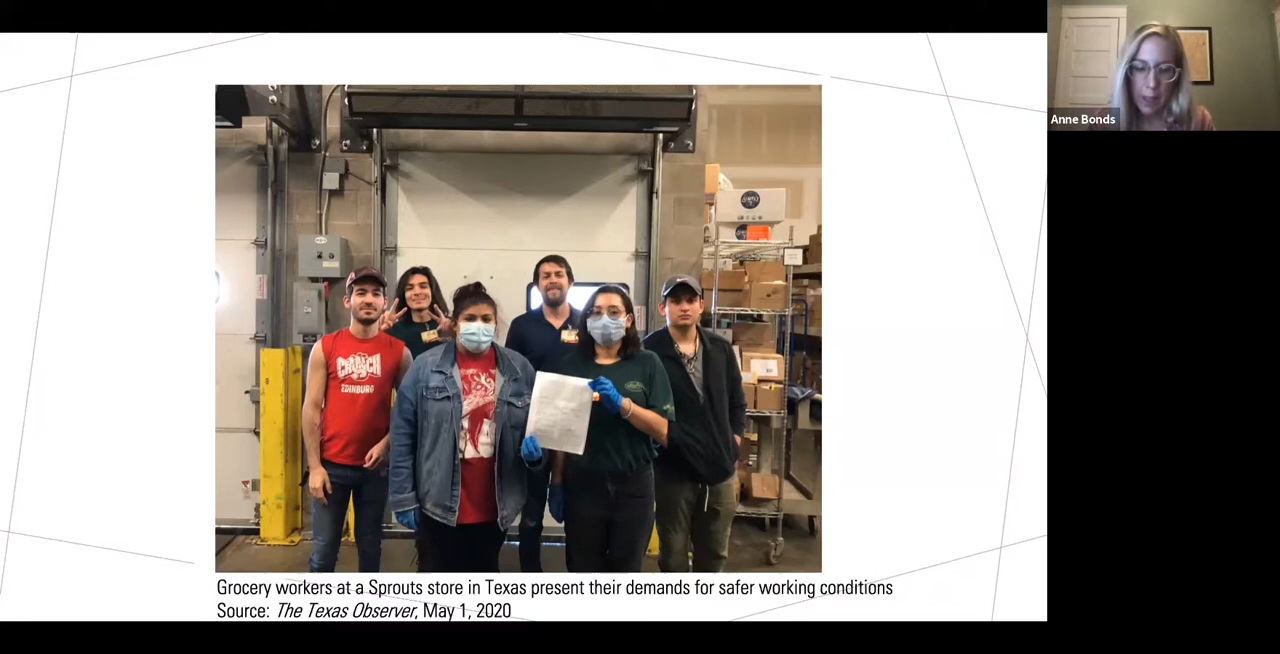 Anne Bonds
CRUNCH
EDINBURG
Grocery workers at a Sprouts store in Texas present their demands for safer working conditions
Source: The Texas Observer, May 1, 2020